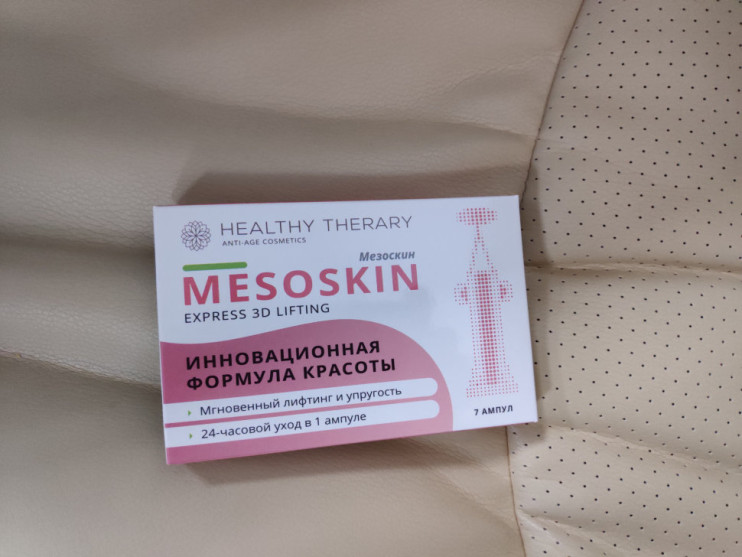 HEALTHY THERARY
ANTI-AGE COSMETICS
Мезоскин
MESOSKIN
EXPRESS 3D LIFTING
ИННОВАЦИОННАЯ
ФОРМУЛА КРАСОТЫ
Мгновенный лифтинг и упругость
24-часовой уход в 1 ампуле
7 АМПУЛ